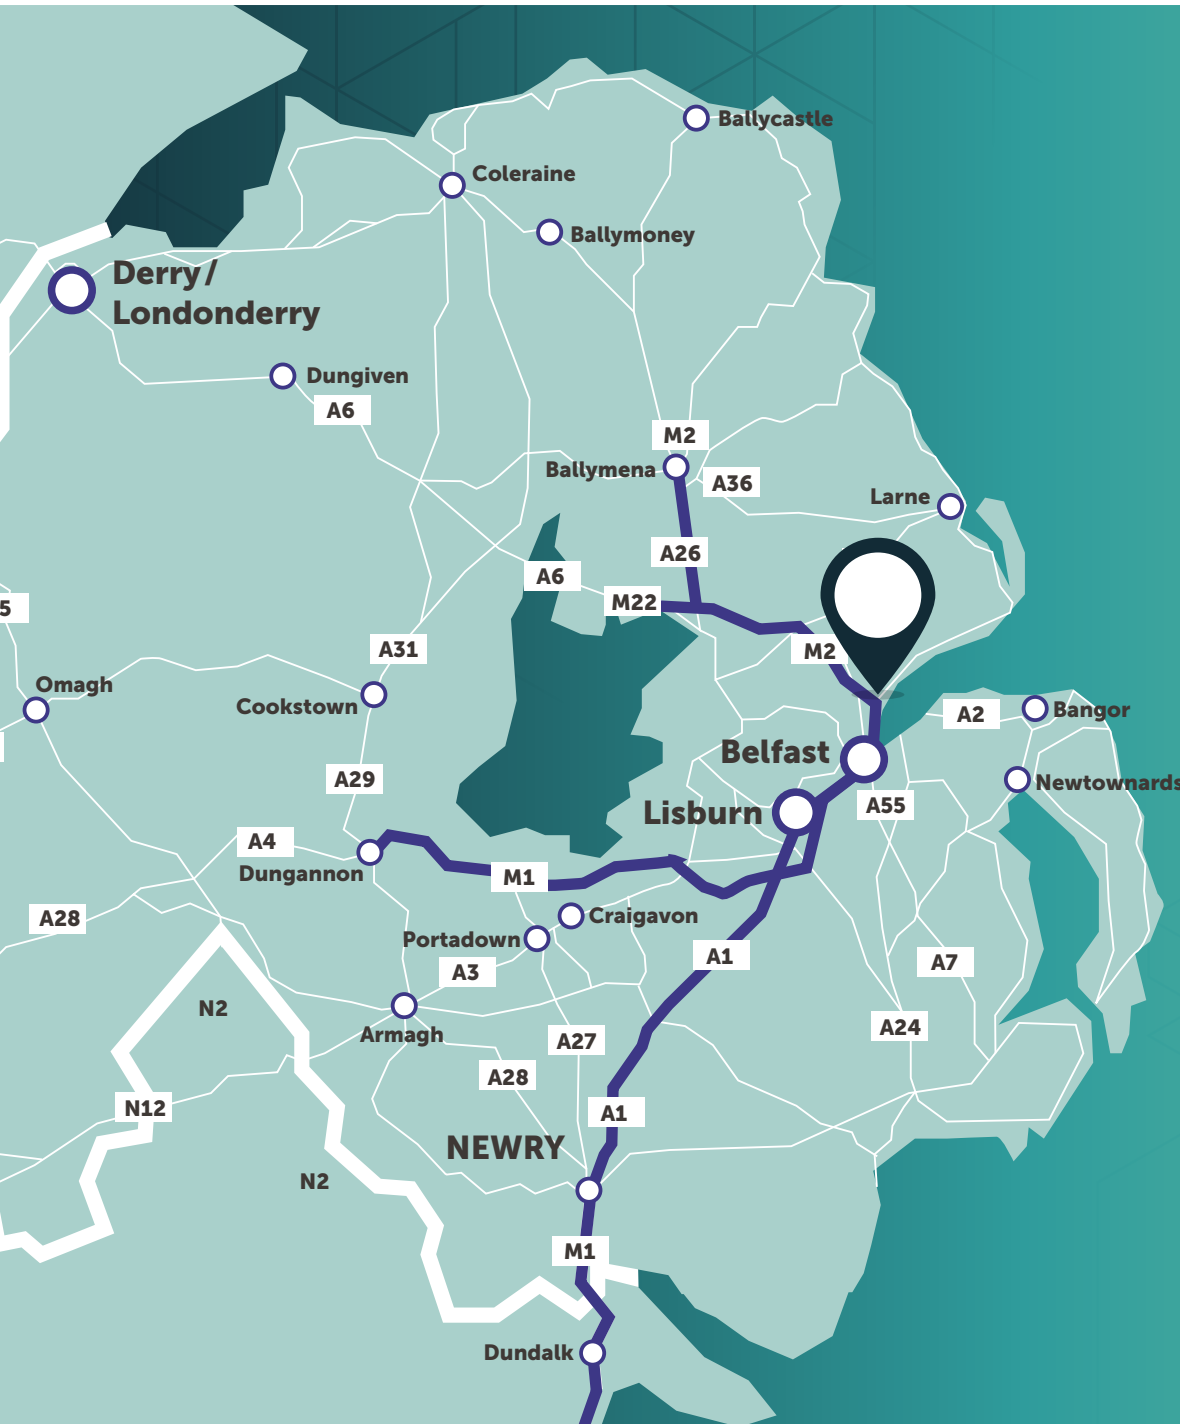 Ballycastle
Coleraine
Ballymoney
Derry/
Londonderry
Dungiven
A6
M2
Ballymena
A36
Larne
A26
A6
M22
5
A31
M2
Omagh
Cookstown
A2
Bangor
Belfast
A29
Newtownards
A55
Lisburn
A4
Dungannon
M1
A28
Craigavon
Portadown
A1
A7
A3
N2
Armagh
A27
A24
A28
N12
A1
NEWRY
N2
M1
Dundalk